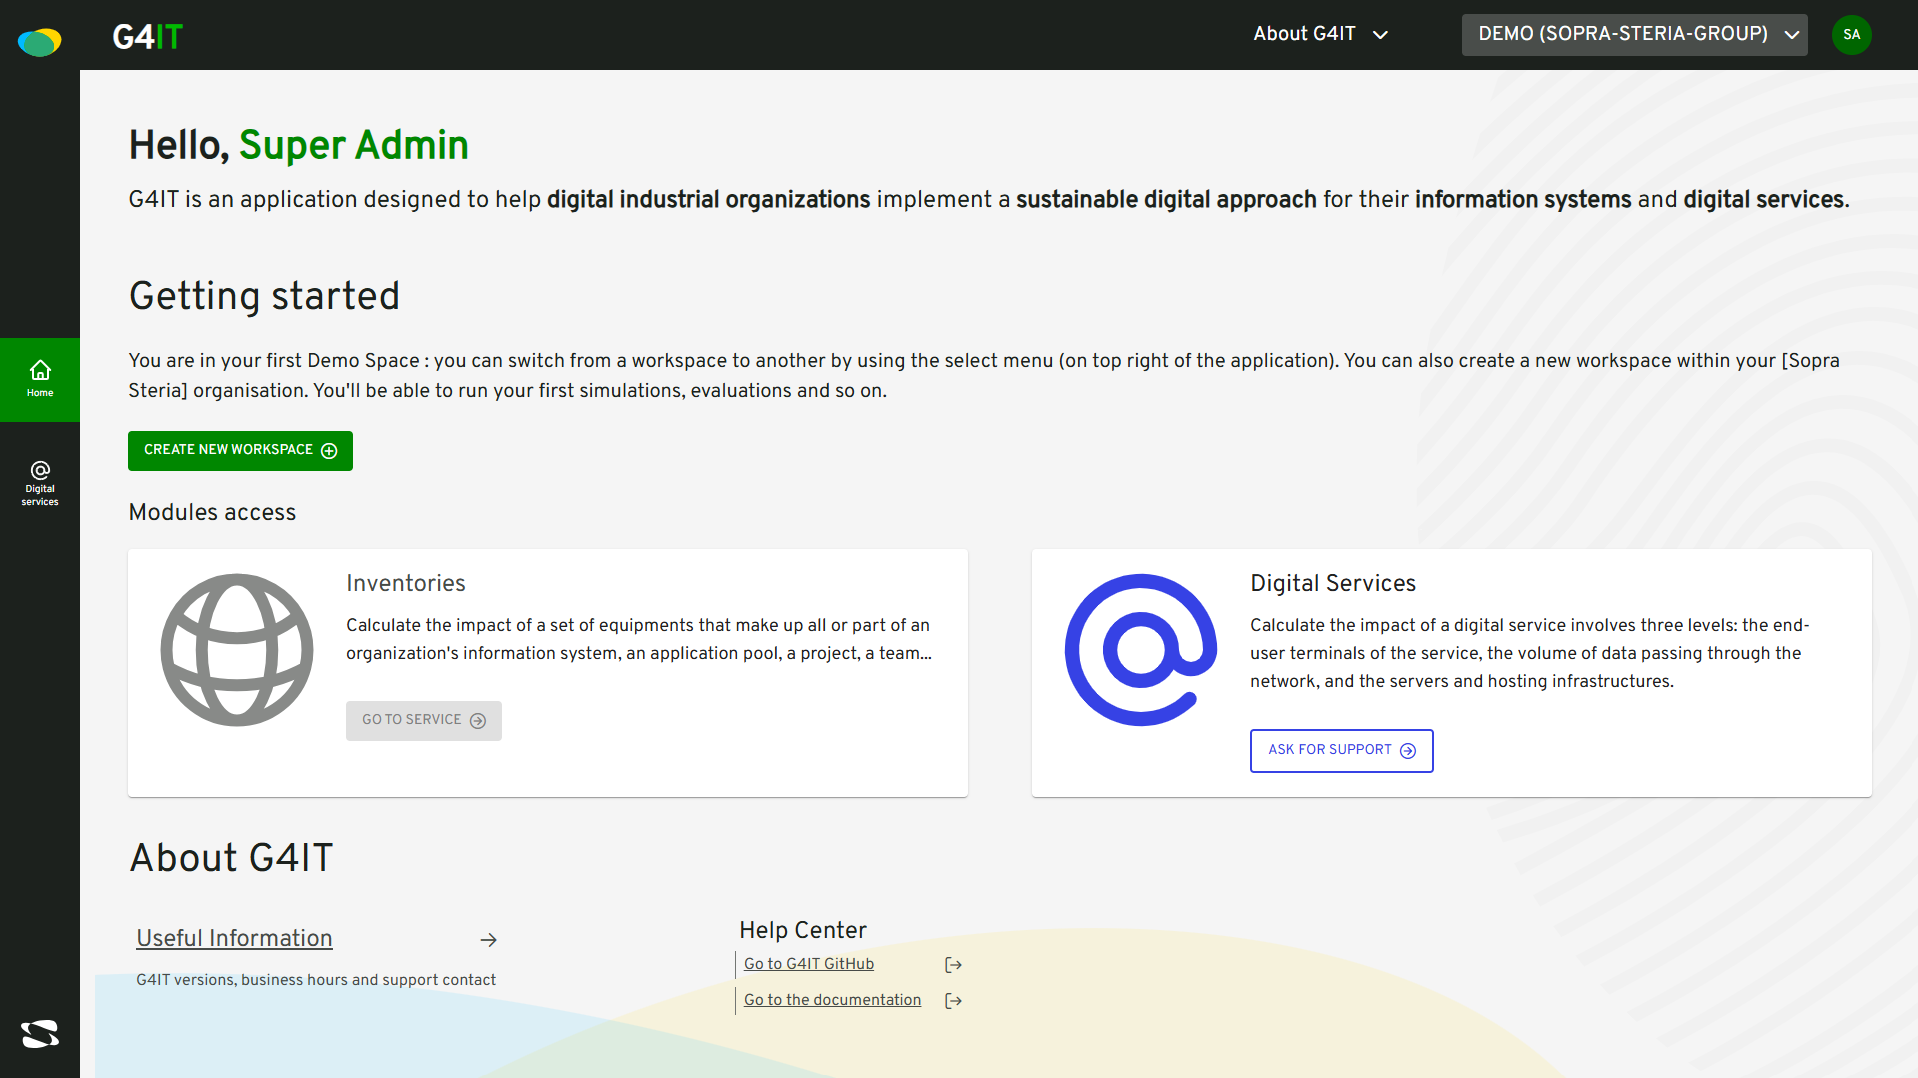 G4IT
About G4IT
DEMO (SOPRA-STERIA-GROUP)
SA
Home
Digital
services
Hello, Super Admin
G4IT is an application designed to help digital industrial organizations implement a sustainable digital approach for their information systems and digital services.
Getting started
You are in your first Demo Space : you can switch from a workspace to another by using the select menu (on top right of the application). You can also create a new workspace within your [Sopra
Steria] organisation. You'll be able to run your first simulations, evaluations and so on.
CREATE NEW WORKSPACE
Modules access
Inventories
Calculate the impact of a set of equipments that make up all or part of an
organization's information system, an application pool, a project, a team...
GO TO SERVICE
Digital Services
Calculate the impact of a digital service involves three levels: the end-
user terminals of the service, the volume of data passing through the
network, and the servers and hosting infrastructures.
ASK FOR SUPPORT
About G4IT
Useful Information
G4IT versions, business hours and support contact
Help Center
Go to G4IT GitHub
Go to the documentation